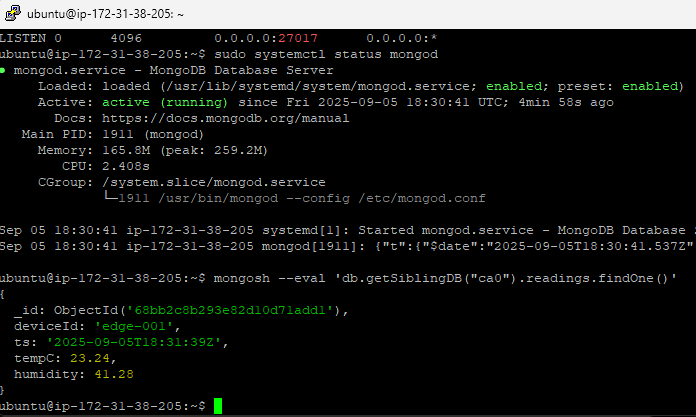 ubuntu@ip-172-31-38-205: ~
LISTEN 0      4096         0.0.0.0:27017      0.0.0.0:*
ubuntu@ip-172-31-38-205:~$ sudo systemctl status mongod
● mongod.service - MongoDB Database Server
     Loaded: loaded (/usr/lib/systemd/system/mongod.service; enabled; preset: enabled)
     Active: active (running) since Fri 2025-09-05 18:30:41 UTC; 4min 58s ago
       Docs: https://docs.mongodb.org/manual
   Main PID: 1911 (mongod)
     Memory: 165.8M (peak: 259.2M)
        CPU: 2.408s
     CGroup: /system.slice/mongod.service
             └─1911 /usr/bin/mongod --config /etc/mongod.conf
Sep 05 18:30:41 ip-172-31-38-205 systemd[1]: Started mongod.service - MongoDB Database
Sep 05 18:30:41 ip-172-31-38-205 mongod[1911]: {"t":{"$date":"2025-09-05T18:30:41.537Z"
ubuntu@ip-172-31-38-205:~$ mongosh --eval 'db.getSiblingDB("ca0").readings.findOne()'
{
  _id: ObjectId('68bb2c8b293e82d10d71add1'),
  deviceId: 'edge-001',
  ts: '2025-09-05T18:31:39Z',
  tempC: 23.24,
  humidity: 41.28
}
ubuntu@ip-172-31-38-205:~$